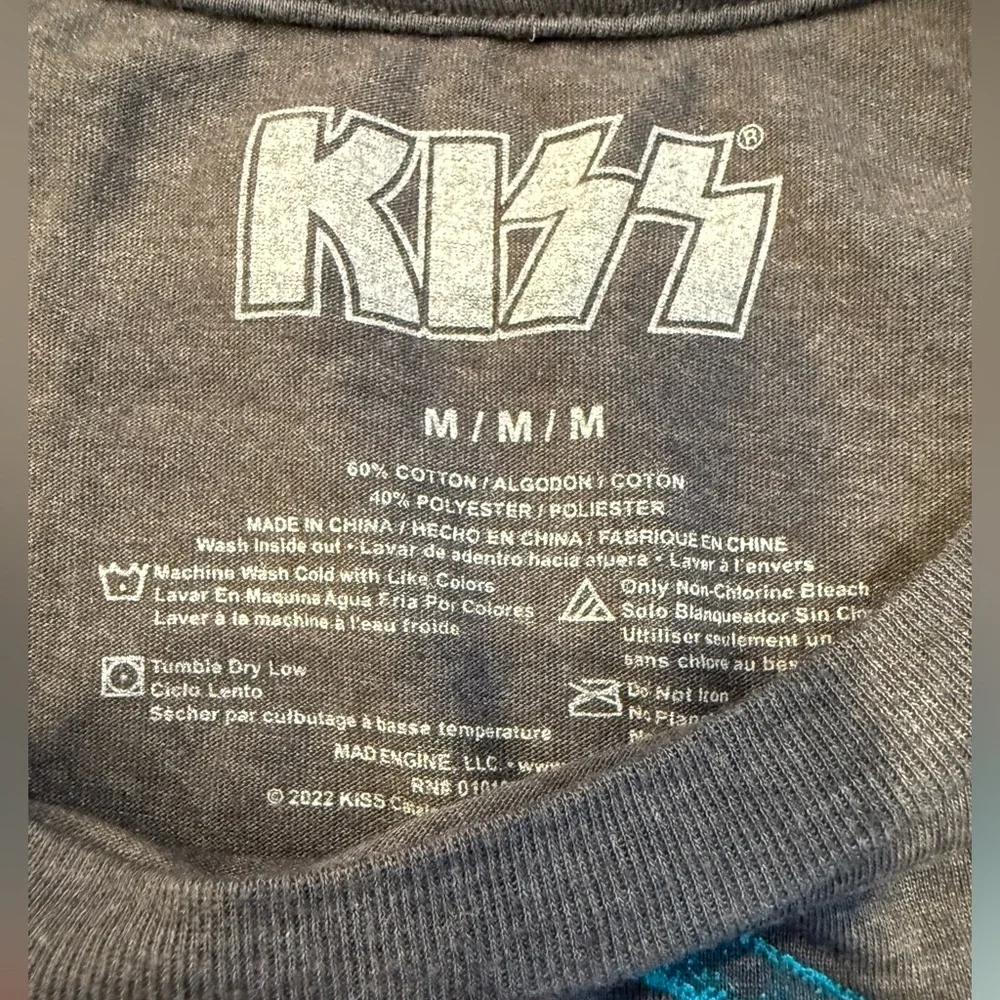 KISS®
M / M / M
60% COTTON / ALGODON / COTON
40% POLYESTER / POLIESTER
MADE IN CHINA / HECHO EN CHINA / FABRIQUE EN CHINE
Wash Inside out • Lavar de adentro hacia afuera • Laver à l'envers
Machine Wash Cold with Like Colors
Lavar En Maquina Agua Fria Por Colores
Laver à la machine à l'eau froide
Only Non-Chlorine Bleach
Solo Blanqueador Sin
Utiliser seulement un
sans chlore au
Tumble Dry Low
Ciclo Lento
Sécher par culbutage à basse température
Do Not Iron
No
MAD ENGINE, LLC. •
RN#
© 2022 KISS